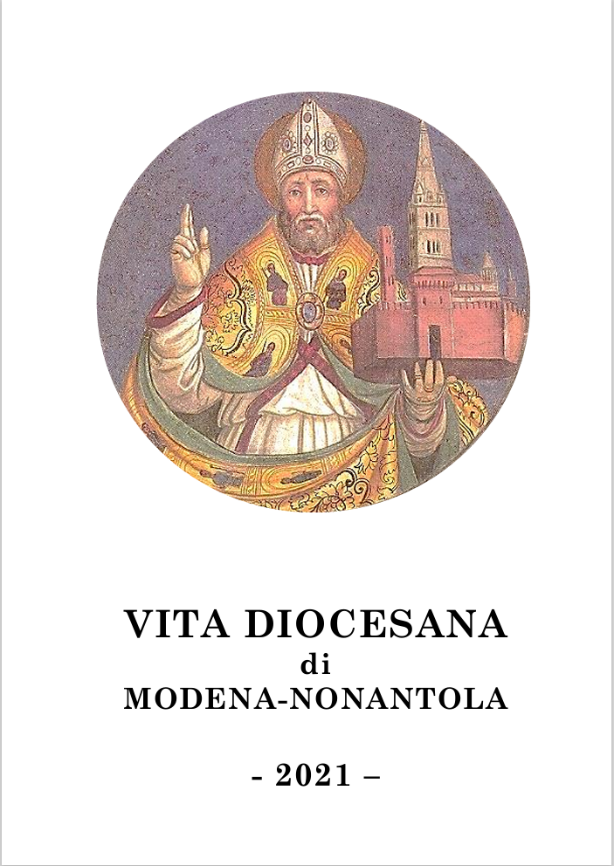 VITA DIOCESANA
di
MODENA-NONANTOLA
- 2021 –